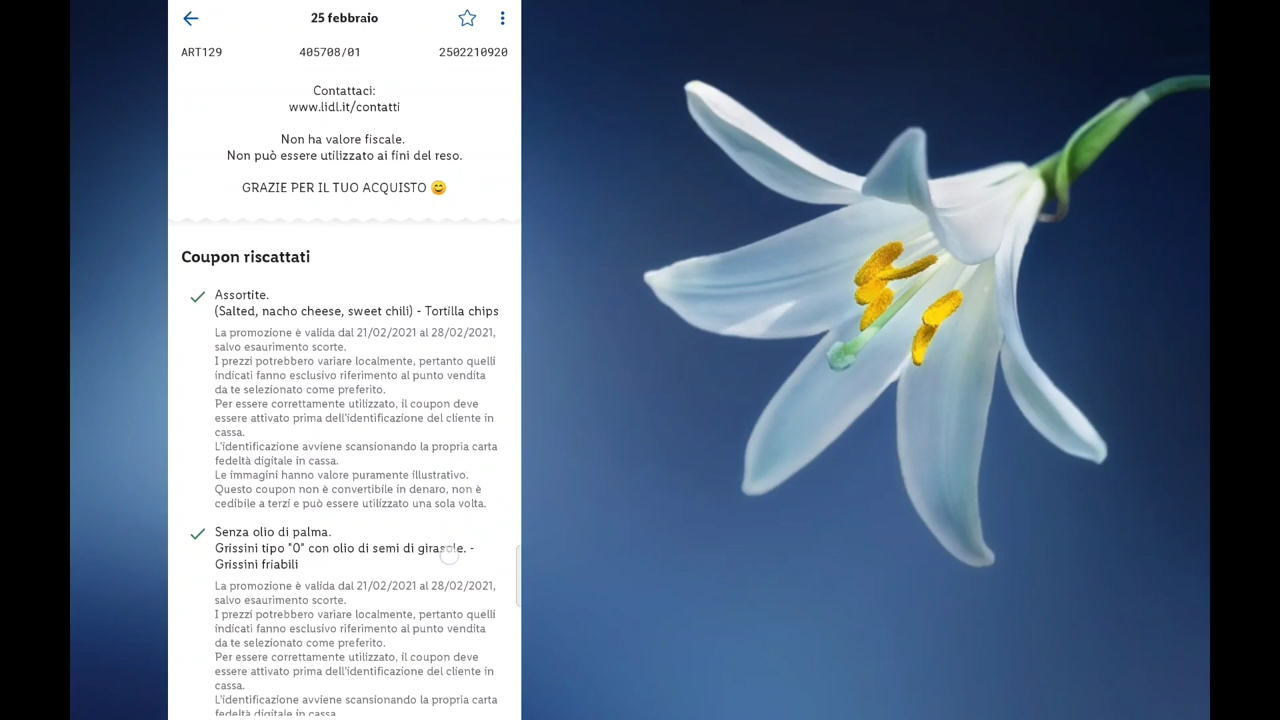 25 febbraio
ART129 405708/01 2502210920
Contattaci:
www.lidl.it/contatti
Non ha valore fiscale.
Non può essere utilizzato ai fini del reso.
GRAZIE PER IL TUO ACQUISTO 😊
Coupon riscattati
Assortite.
(Salted, nacho cheese, sweet chili) - Tortilla chips
La promozione è valida dal 21/02/2021 al 28/02/2021,
salvo esaurimento scorte.
I prezzi potrebbero variare localmente, pertanto quelli
indicati fanno esclusivo riferimento al punto vendita
da te selezionato come preferito.
Per essere correttamente utilizzato, il coupon deve
essere attivato prima dell'identificazione del cliente in
cassa.
L'identificazione avviene scansionando la propria carta
fedeltà digitale in cassa.
Le immagini hanno valore puramente illustrativo.
Questo coupon non è convertibile in denaro, non è
cedibile a terzi e può essere utilizzato una sola volta.
Senza olio di palma.
Grissini tipo "0" con olio di semi di girasole. -
Grissini friabili
La promozione è valida dal 21/02/2021 al 28/02/2021,
salvo esaurimento scorte.
I prezzi potrebbero variare localmente, pertanto quelli
indicati fanno esclusivo riferimento al punto vendita
da te selezionato come preferito.
Per essere correttamente utilizzato, il coupon deve
essere attivato prima dell'identificazione del cliente in
cassa.
L'identificazione avviene scansionando la propria carta
fedeltà digitale in cassa.